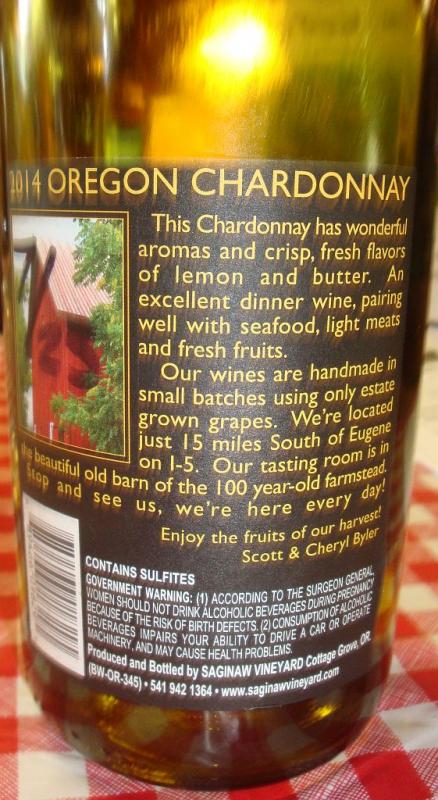 2014 OREGON CHARDONNAY
This Chardonnay has wonderful
aromas and crisp, fresh flavors
of lemon and butter. An
excellent dinner wine, pairing
well with seafood, light meats
and fresh fruits.
Our wines are handmade in
small batches using only estate
grown grapes. We're located
just 15 miles South of Eugene
on I-5. Our tasting room is in
the beautiful old barn of the 100 year-old farmstead.
Stop and see us, we're here every day!
Enjoy the fruits of our harvest!
Scott & Cheryl Byler
CONTAINS SULFITES
GOVERNMENT WARNING: (1) ACCORDING TO THE SURGEON GENERAL,
WOMEN SHOULD NOT DRINK ALCOHOLIC BEVERAGES DURING PREGNANCY
BECAUSE OF THE RISK OF BIRTH DEFECTS. (2) CONSUMPTION OF ALCOHOLIC
BEVERAGES IMPAIRS YOUR ABILITY TO DRIVE A CAR OR OPERATE
MACHINERY, AND MAY CAUSE HEALTH PROBLEMS.
Produced and Bottled by SAGINAW VINEYARD Cottage Grove, OR.
(BW-OR-345) • 541 942 1364 • www.saginawvineyard.com